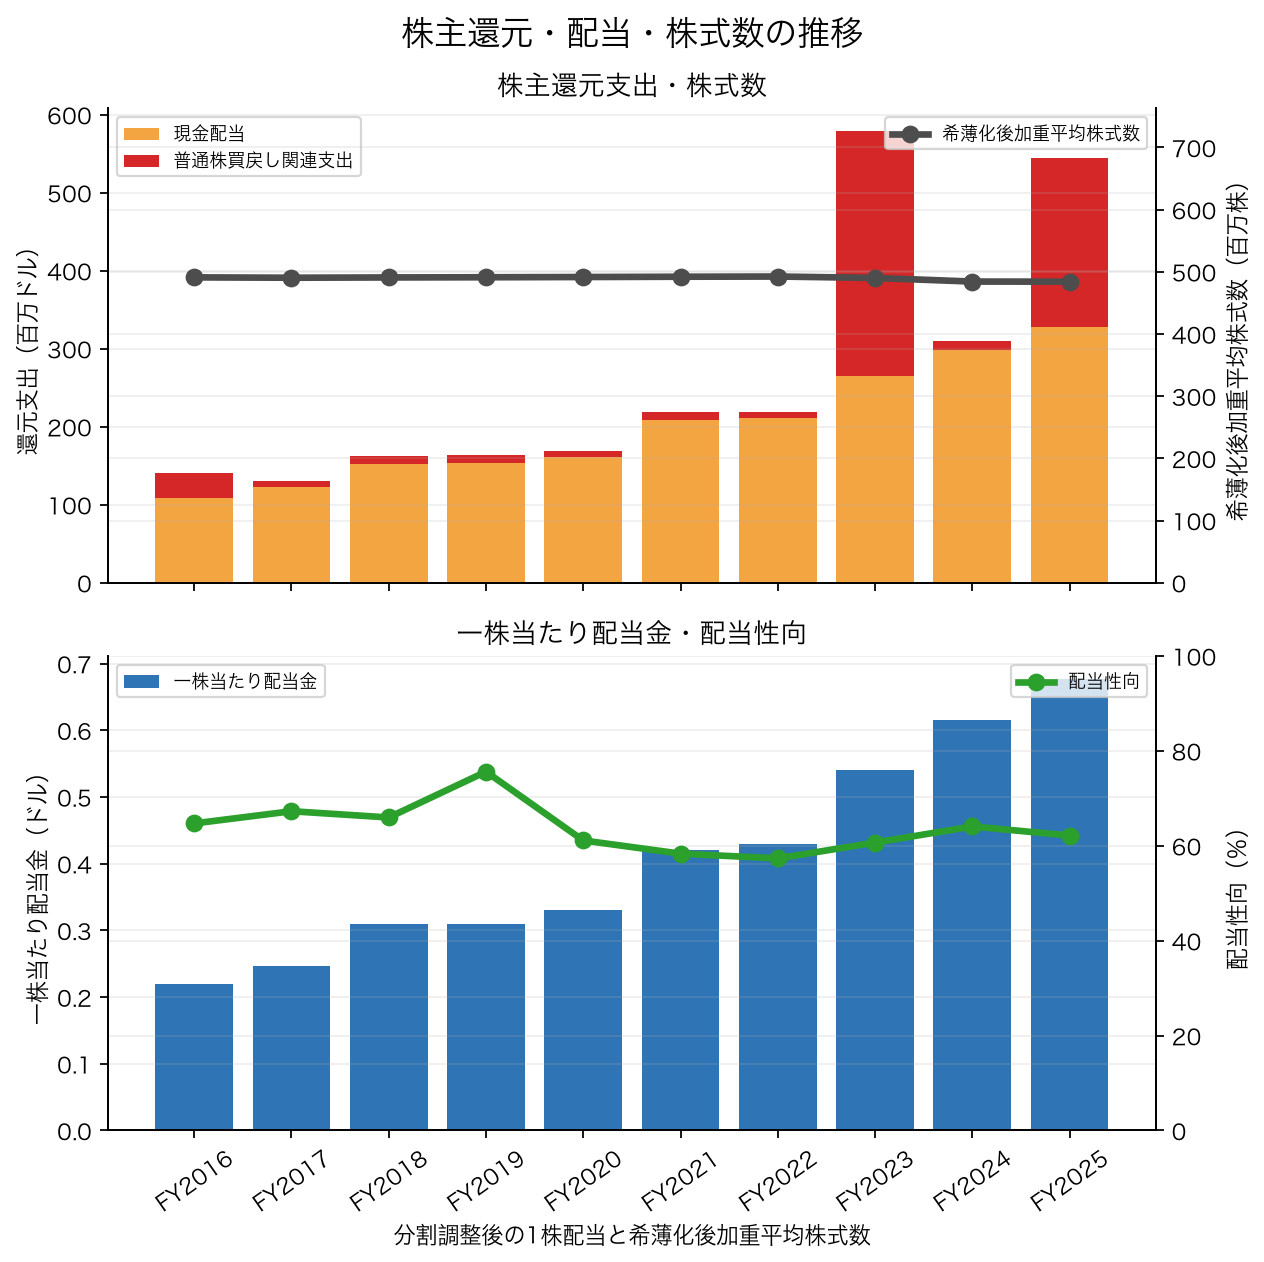 株主還元・配当・株式数の推移
株主還元支出・株式数
現金配当
普通株買戻し関連支出
希薄化後加重平均株式数
600
500
400
300
200
100
0
還元支出（百万ドル）
700
600
500
400
300
200
100
0
希薄化後加重平均株式数（百万株）
一株当たり配当金・配当性向
一株当たり配当金
配当性向
0.7
0.6
0.5
0.4
0.3
0.2
0.1
0.0
一株当たり配当金（ドル）
100
80
60
40
20
0
配当性向（%）
FY2016
FY2017
FY2018
FY2019
FY2020
FY2021
FY2022
FY2023
FY2024
FY2025
分割調整後の1株配当と希薄化後加重平均株式数